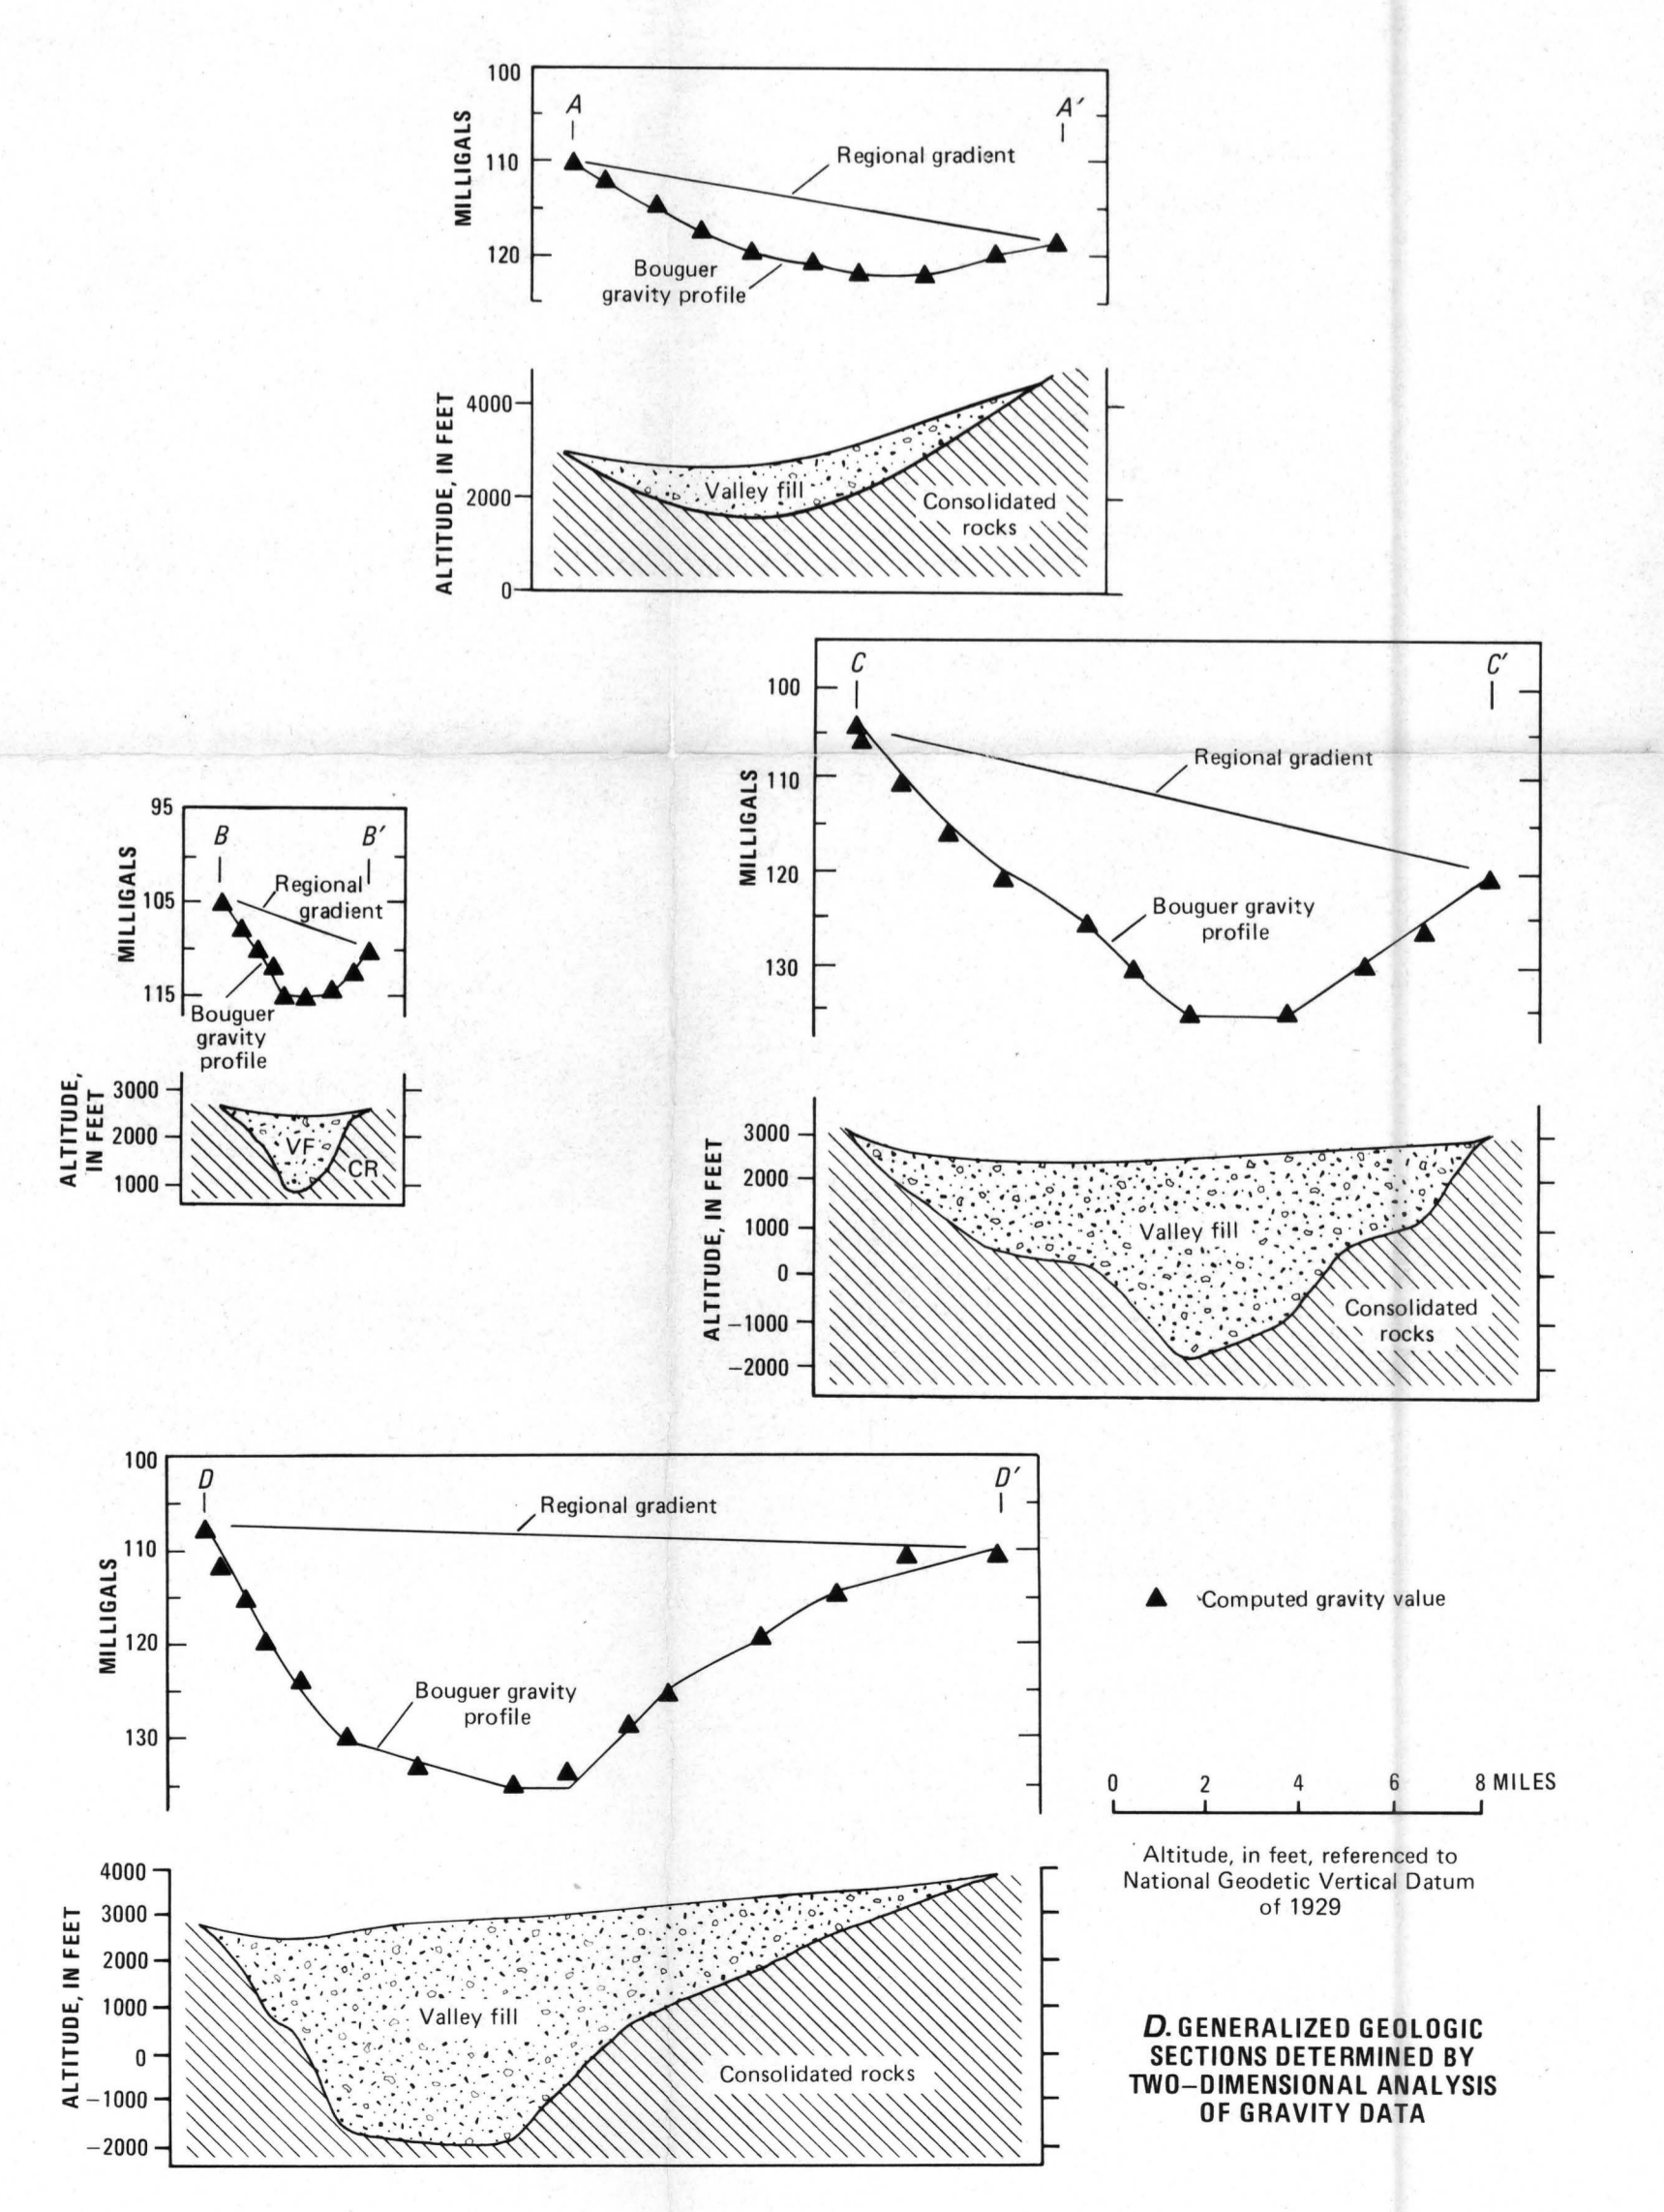 100
A
A′
MILLIGALS
110
Regional gradient
120
Bouguer
gravity profile
ALTITUDE, IN FEET
4000
2000
0
Valley fill
Consolidated
rocks
C
C′
MILLIGALS
100
110
120
130
Regional gradient
Bouguer gravity
profile
95
B
B′
MILLIGALS
105
115
Regional
gradient
Bouguer
gravity
profile
ALTITUDE,
IN FEET
3000
2000
1000
VF
CR
ALTITUDE, IN FEET
3000
2000
1000
0
−1000
−2000
Valley fill
Consolidated
rocks
100
D
D′
MILLIGALS
110
120
130
Regional gradient
Bouguer gravity
profile
▲ Computed gravity value
0 2 4 6 8 MILES
Altitude, in feet, referenced to
National Geodetic Vertical Datum
of 1929
ALTITUDE, IN FEET
4000
3000
2000
1000
0
−1000
−2000
Valley fill
Consolidated rocks
D. GENERALIZED GEOLOGIC
SECTIONS DETERMINED BY
TWO–DIMENSIONAL ANALYSIS
OF GRAVITY DATA